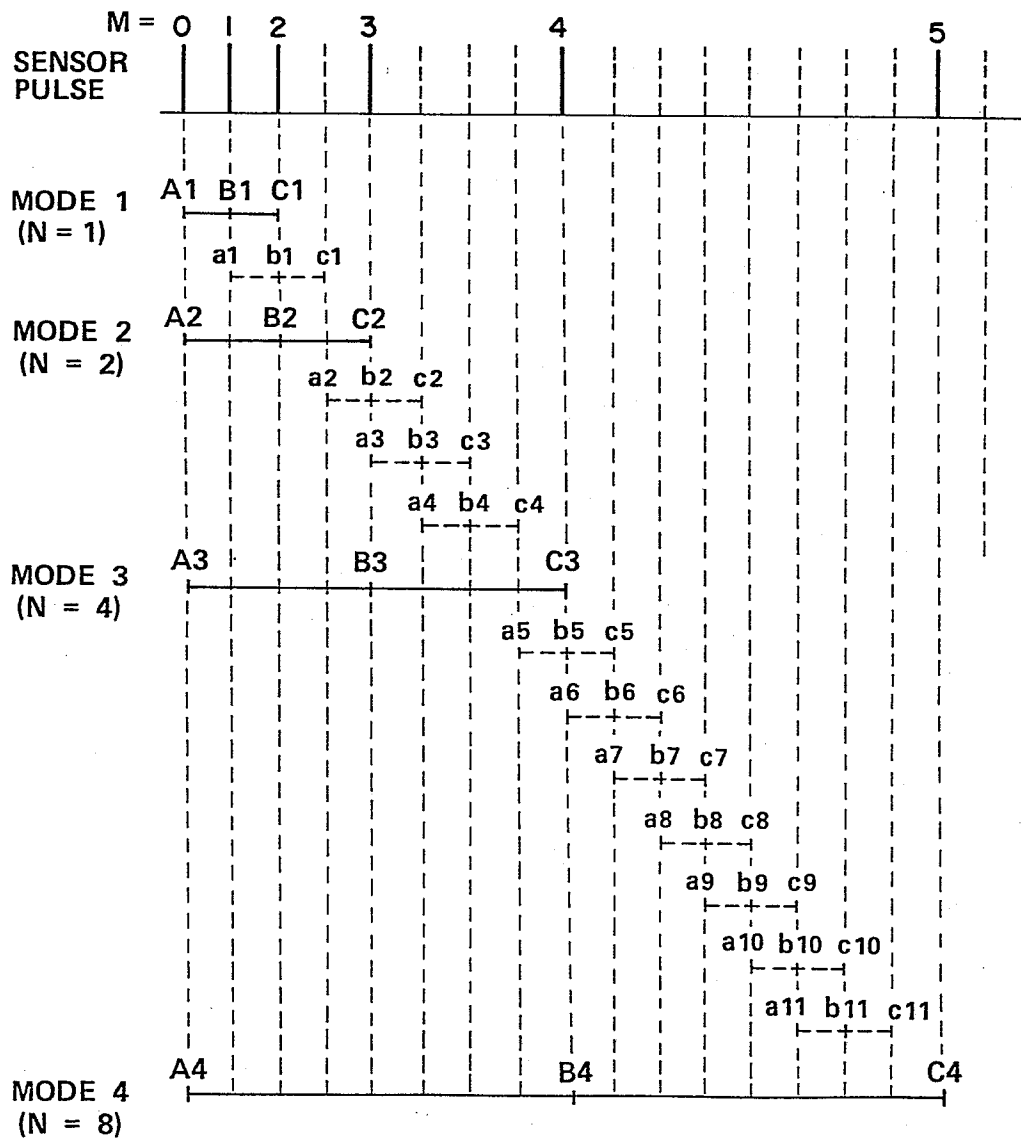 M = 0 1 2 3 4 5
SENSOR
PULSE
A1 B1 C1
MODE 1
(N = 1)
a1 b1 c1
A2 B2 C2
MODE 2
(N = 2)
a2 b2 c2
a3 b3 c3
a4 b4 c4
A3 B3 C3
MODE 3
(N = 4)
a5 b5 c5
a6 b6 c6
a7 b7 c7
a8 b8 c8
a9 b9 c9
a10 b10 c10
a11 b11 c11
A4 B4 C4
MODE 4
(N = 8)